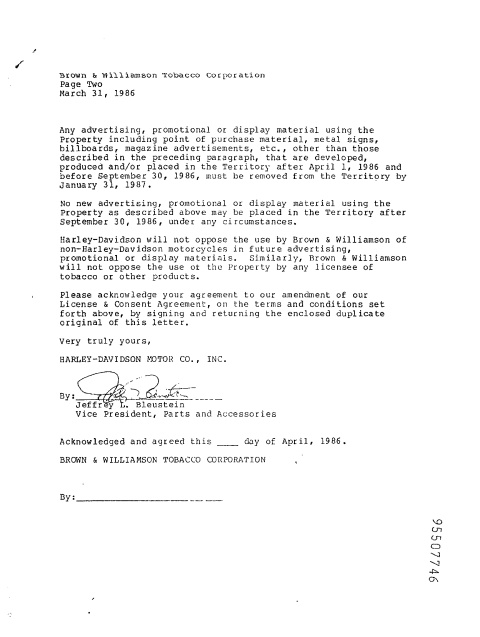 Brown & Williamson Tobacco Corporation
Page Two
March 31, 1986
Any advertising, promotional or display material using the
Property including point of purchase material, metal signs,
billboards, magazine advertisements, etc., other than those
described in the preceding paragraph, that are developed,
produced and/or placed in the Territory after April 1, 1986 and
before September 30, 1986, must be removed from the Territory by
January 31, 1987.
No new advertising, promotional or display material using the
Property as described above may be placed in the Territory after
September 30, 1986, under any circumstances.
Harley-Davidson will not oppose the use by Brown & Williamson of
non-Harley-Davidson motorcycles in future advertising,
promotional or display materials. Similarly, Brown & Williamson
will not oppose the use of the Property by any licensee of
tobacco or other products.
Please acknowledge your agreement to our amendment of our
License & Consent Agreement, on the terms and conditions set
forth above, by signing and returning the enclosed duplicate
original of this letter.
Very truly yours,
HARLEY-DAVIDSON MOTOR CO., INC.
By:
Jeffrey L. Bleustein
Vice President, Parts and Accessories
Acknowledged and agreed this ____ day of April, 1986.
BROWN & WILLIAMSON TOBACCO CORPORATION
By:____________________
95507746